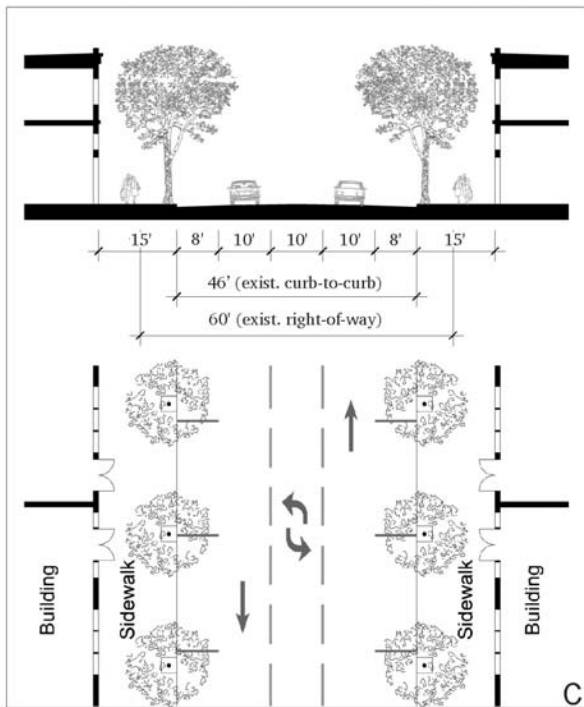 15' 8' 10' 10' 10' 8' 15'
46' (exist. curb-to-curb)
60' (exist. right-of-way)
Building
Sidewalk
Sidewalk
Building
C